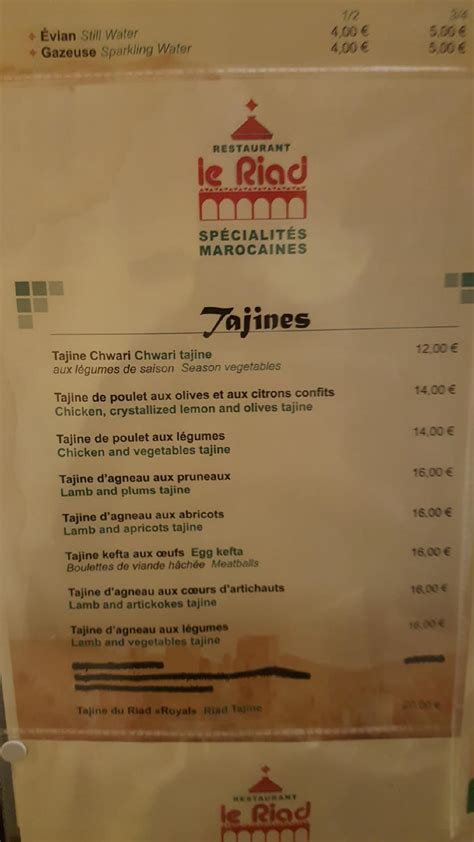 1/2 3/4
Évian Still Water 4,00 € 5,00 €
Gazeuse Sparkling Water 4,00 € 5,00 €
RESTAURANT
le Riad
SPÉCIALITÉS
MAROCAINES
Tajines
Tajine Chwari Chwari tajine 12,00 €
aux légumes de saison Season vegetables
Tajine de poulet aux olives et aux citrons confits 14,00 €
Chicken, crystallized lemon and olives tajine
Tajine de poulet aux légumes 14,00 €
Chicken and vegetables tajine
Tajine d'agneau aux pruneaux 16,00 €
Lamb and plums tajine
Tajine d'agneau aux abricots 16,00 €
Lamb and apricots tajine
Tajine kefta aux œufs Egg kefta 16,00 €
Boulettes de viande hâchée Meatballs
Tajine d'agneau aux cœurs d'artichauts 16,00 €
Lamb and artickokes tajine
Tajine d'agneau aux légumes 16,00 €
Lamb and vegetables tajine
Tajine du Riad «Royal» Riad Tajine 20,00 €
RESTAURANT
le Riad